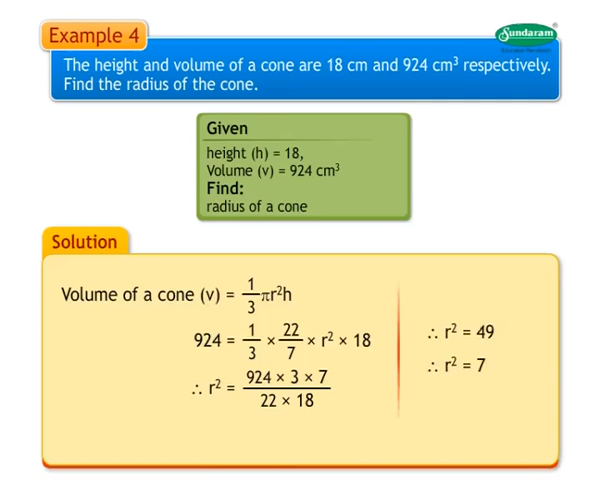 Example 4
Sundaram
The height and volume of a cone are 18 cm and 924 cm³ respectively.
Find the radius of the cone.
Given
height (h) = 18,
Volume (v) = 924 cm³
Find:
radius of a cone
Solution
Volume of a cone (v) = 1/3 πr²h
924 = 1/3 × 22/7 × r² × 18
∴ r² = 924 × 3 × 7 / 22 × 18
∴ r² = 49
∴ r² = 7